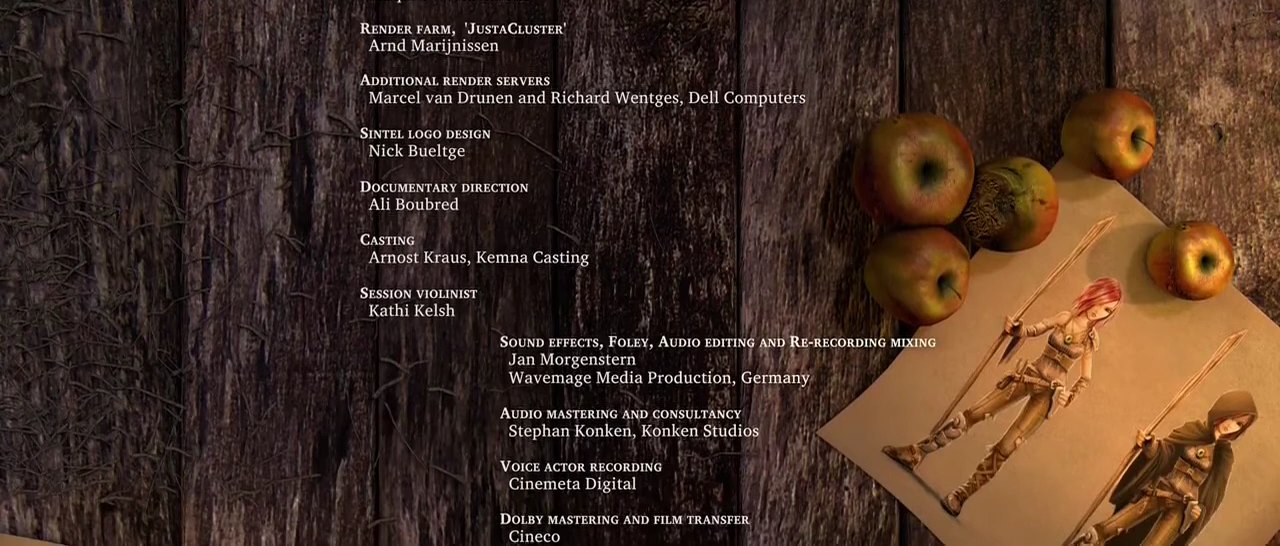 Render farm, 'JustaCluster'
Arnd Marijnissen
Additional render servers
Marcel van Drunen and Richard Wentges, Dell Computers
Sintel logo design
Nick Bueltge
Documentary direction
Ali Boubred
Casting
Arnost Kraus, Kemna Casting
Session violinist
Kathi Kelsh
Sound effects, Foley, Audio editing and Re-recording mixing
Jan Morgenstern
Wavemage Media Production, Germany
Audio mastering and consultancy
Stephan Konken, Konken Studios
Voice actor recording
Cinemeta Digital
Dolby mastering and film transfer
Cineco